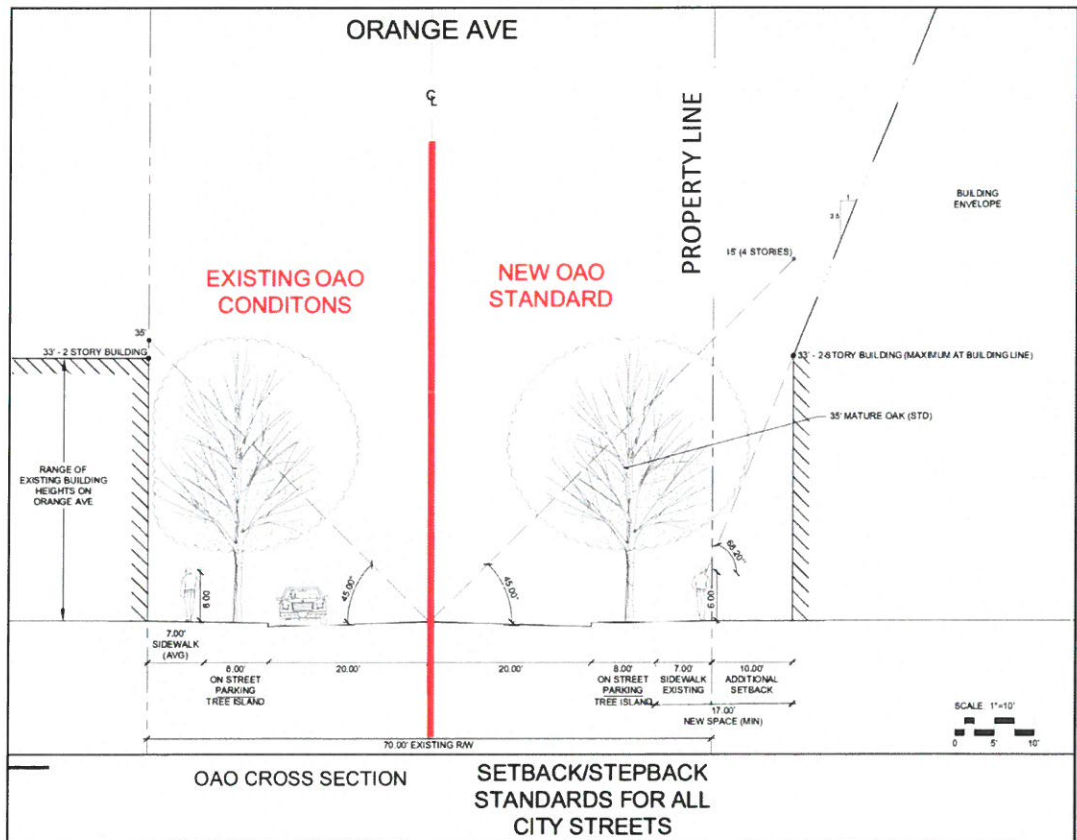 ORANGE AVE
℄
PROPERTY LINE
BUILDING
ENVELOPE
1
15' (4 STORIES)
EXISTING OAO
CONDITONS
NEW OAO
STANDARD
35'
33' - 2 STORY BUILDING
33' - 2-STORY BUILDING (MAXIMUM AT BUILDING LINE)
35' MATURE OAK (STD)
RANGE OF
EXISTING BUILDING
HEIGHTS ON
ORANGE AVE
68.20°
6.00
45.00°
45.00°
6.00
7.00'
SIDEWALK
(AVG)
8.00'
ON STREET
PARKING
TREE ISLAND
20.00'
20.00'
8.00'
ON STREET
PARKING
TREE ISLAND
7.00'
SIDEWALK
EXISTING
10.00'
ADDITIONAL
SETBACK
17.00'
NEW SPACE (MIN)
SCALE 1"=10'
0 5' 10'
70.00' EXISTING R/W
OAO CROSS SECTION
SETBACK/STEPBACK
STANDARDS FOR ALL
CITY STREETS